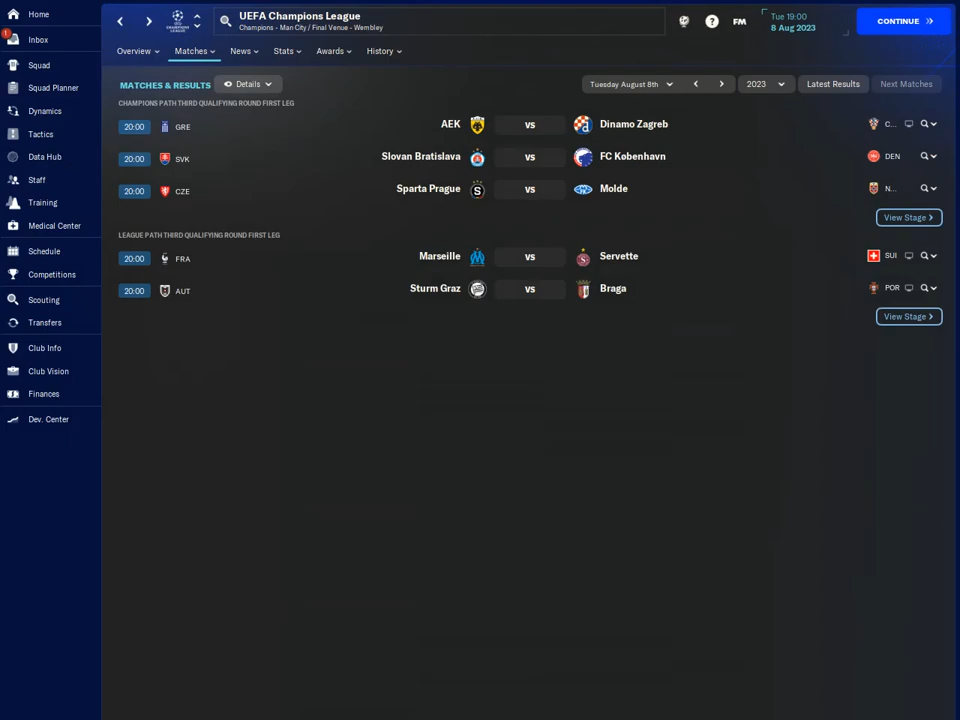 Home
UEFA Champions League
Champions - Man City / Final Venue - Wembley
?
FM
Tue 19:00
8 Aug 2023
CONTINUE
1
Inbox
Overview
Matches
News
Stats
Awards
History
Squad
Squad Planner
Dynamics
Tactics
Data Hub
Staff
Training
Medical Center
Schedule
Competitions
Scouting
Transfers
Club Info
Club Vision
Finances
Dev. Center
MATCHES & RESULTS
Details
Tuesday August 8th
2023
Latest Results
Next Matches
CHAMPIONS PATH THIRD QUALIFYING ROUND FIRST LEG
20:00 GRE AEK vs Dinamo Zagreb C...
20:00 SVK Slovan Bratislava vs FC København DEN
20:00 CZE Sparta Prague vs Molde N...
View Stage >
LEAGUE PATH THIRD QUALIFYING ROUND FIRST LEG
20:00 FRA Marseille vs Servette SUI
20:00 AUT Sturm Graz vs Braga POR
View Stage >